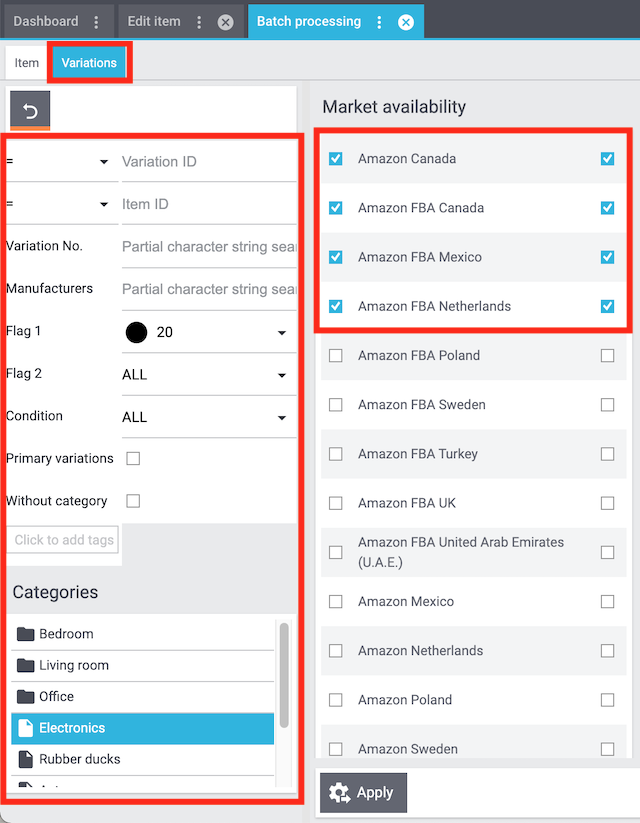 Dashboard
Edit item
Batch processing
Item
Variations
=
Variation ID
=
Item ID
Variation No.
Partial character string sea
Manufacturers
Partial character string sea
Flag 1
20
Flag 2
ALL
Condition
ALL
Primary variations
Without category
Click to add tags
Categories
Bedroom
Living room
Office
Electronics
Rubber ducks
Market availability
Amazon Canada
Amazon FBA Canada
Amazon FBA Mexico
Amazon FBA Netherlands
Amazon FBA Poland
Amazon FBA Sweden
Amazon FBA Turkey
Amazon FBA UK
Amazon FBA United Arab Emirates
(U.A.E.)
Amazon Mexico
Amazon Netherlands
Amazon Poland
Amazon Sweden
Apply